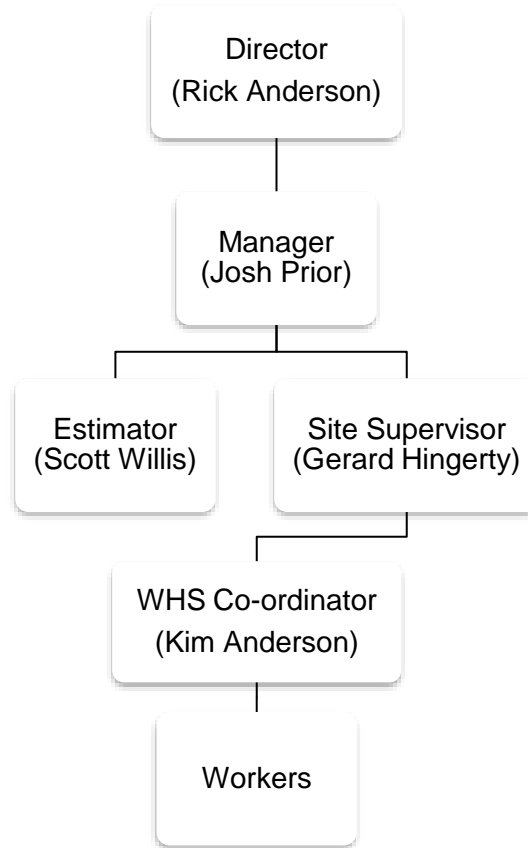 Director
(Rick Anderson)
Manager
(Josh Prior)
Estimator
(Scott Willis)
Site Supervisor
(Gerard Hingerty)
WHS Co-ordinator
(Kim Anderson)
Workers